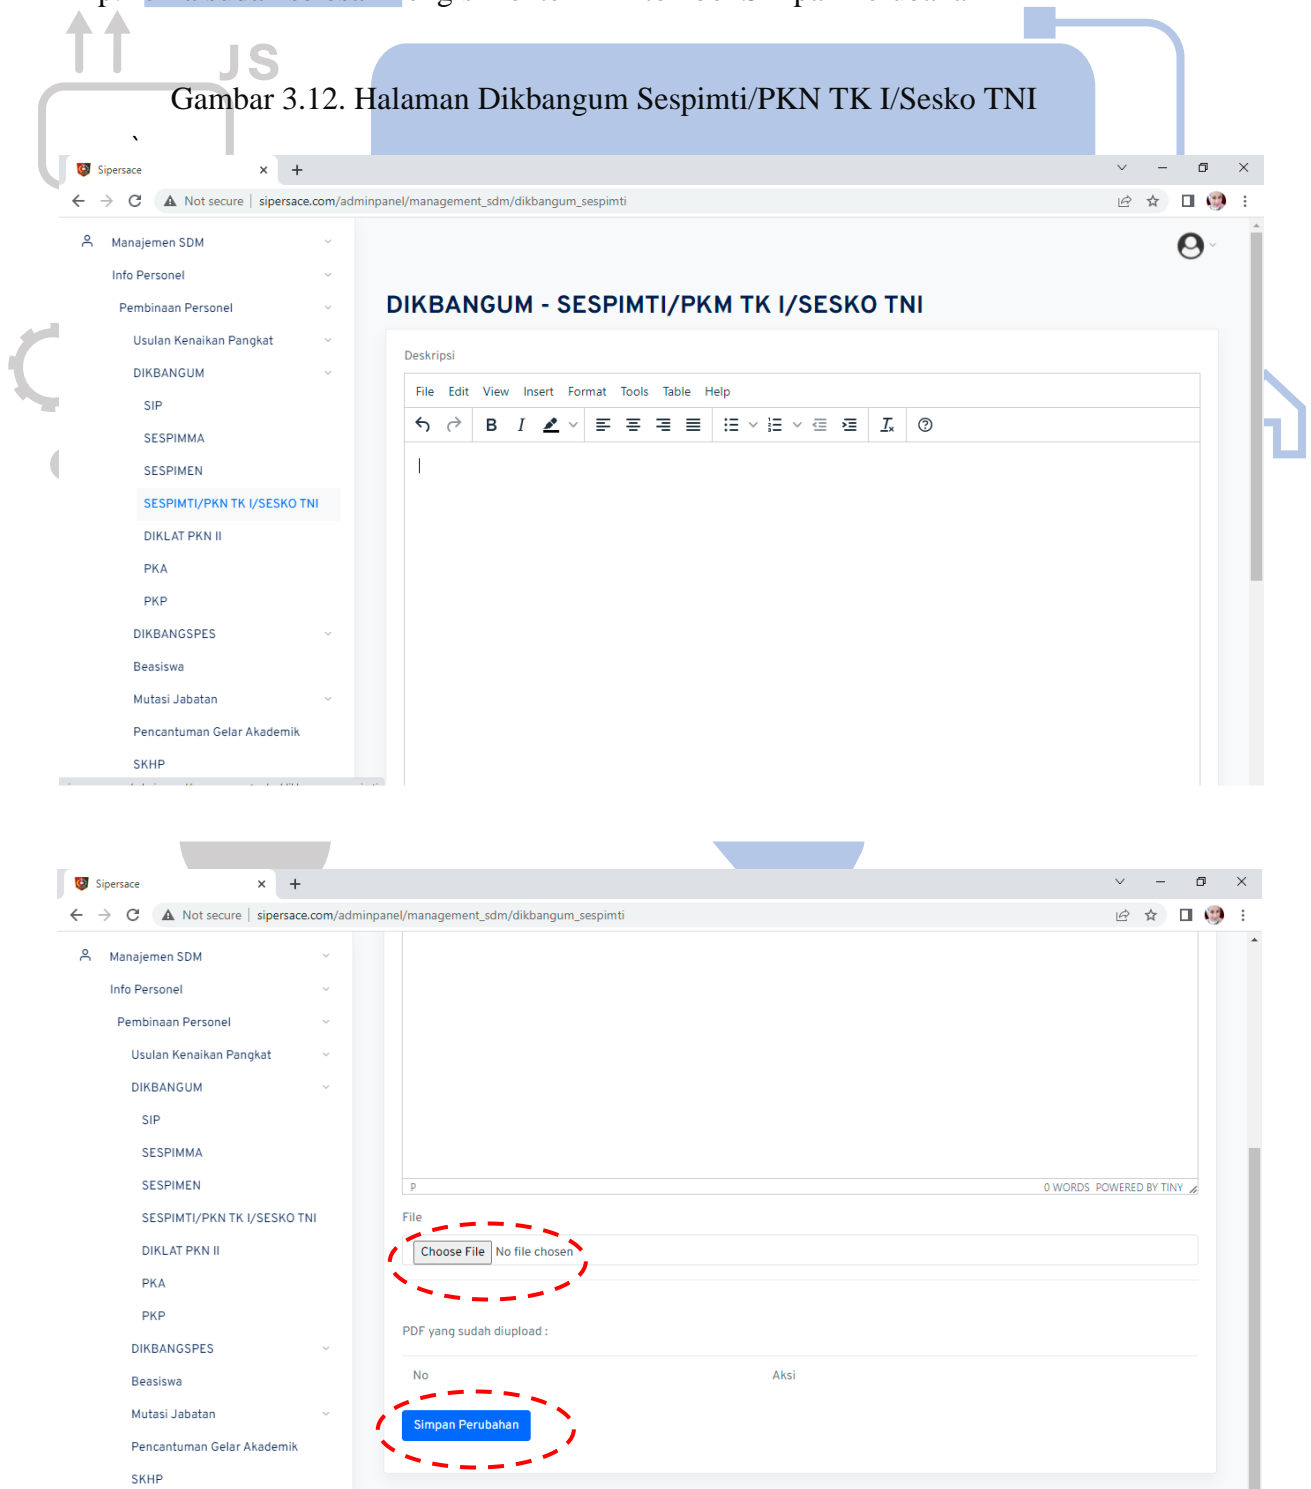 JS
Gambar 3.12. Halaman Dikbangum Sespimti/PKN TK I/Sesko TNI
`
Sipersace
Not secure | sipersace.com/adminpanel/management_sdm/dikbangum_sespimti
Manajemen SDM
Info Personel
Pembinaan Personel
Usulan Kenaikan Pangkat
DIKBANGUM
SIP
SESPIMMA
SESPIMEN
SESPIMTI/PKN TK I/SESKO TNI
DIKLAT PKN II
PKA
PKP
DIKBANGSPES
Beasiswa
Mutasi Jabatan
Pencantuman Gelar Akademik
SKHP
DIKBANGUM - SESPIMTI/PKM TK I/SESKO TNI
Deskripsi
File Edit View Insert Format Tools Table Help
Sipersace
Not secure | sipersace.com/adminpanel/management_sdm/dikbangum_sespimti
Manajemen SDM
Info Personel
Pembinaan Personel
Usulan Kenaikan Pangkat
DIKBANGUM
SIP
SESPIMMA
SESPIMEN
SESPIMTI/PKN TK I/SESKO TNI
DIKLAT PKN II
PKA
PKP
DIKBANGSPES
Beasiswa
Mutasi Jabatan
Pencantuman Gelar Akademik
SKHP
P 0 WORDS POWERED BY TINY
File
Choose File No file chosen
PDF yang sudah diupload :
No Aksi
Simpan Perubahan